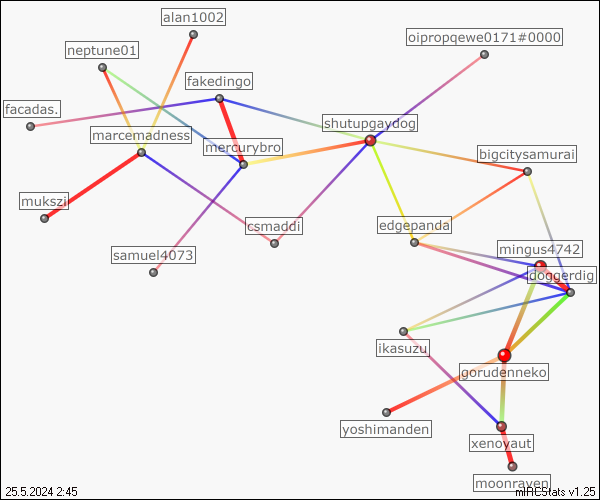 alan1002
oipropqewe0171#0000
neptune01
fakedingo
facadas.
shutupgaydog
marcemadness
mercurybro
bigcitysamurai
mukszi
csmaddi
edgepanda
samuel4073
mingus4742
doggerdig
ikasuzu
gorudenneko
yoshimanden
xenoyaut
moonraven
25.5.2024 2:45
mIRCStats v1.25